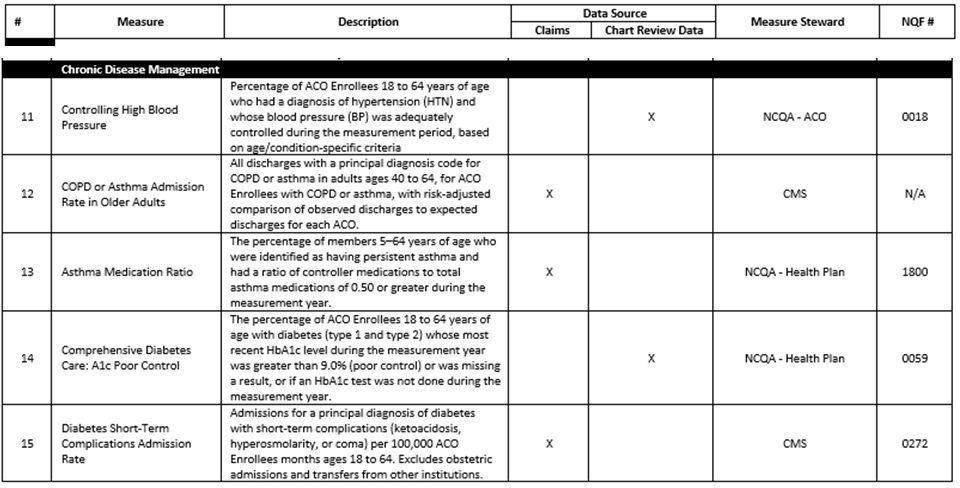 # Measure Description Data Source Measure Steward NQF #
Claims Chart Review Data
Chronic Disease Management
11 Controlling High Blood Pressure
Percentage of ACO Enrollees 18 to 64 years of age
who had a diagnosis of hypertension (HTN) and
whose blood pressure (BP) was adequately
controlled during the measurement period, based
on age/condition-specific criteria
X NCQA - ACO 0018
12 COPD or Asthma Admission
Rate in Older Adults
All discharges with a principal diagnosis code for
COPD or asthma in adults ages 40 to 64, for ACO
Enrollees with COPD or asthma, with risk-adjusted
comparison of observed discharges to expected
discharges for each ACO.
X CMS N/A
13 Asthma Medication Ratio
The percentage of members 5–64 years of age who
were identified as having persistent asthma and
had a ratio of controller medications to total
asthma medications of 0.50 or greater during the
measurement year.
X NCQA - Health Plan 1800
14 Comprehensive Diabetes
Care: A1c Poor Control
The percentage of ACO Enrollees 18 to 64 years of
age with diabetes (type 1 and type 2) whose most
recent HbA1c level during the measurement year
was greater than 9.0% (poor control) or was missing
a result, or if an HbA1c test was not done during the
measurement year.
X NCQA - Health Plan 0059
15 Diabetes Short-Term
Complications Admission
Rate
Admissions for a principal diagnosis of diabetes
with short-term complications (ketoacidosis,
hyperosmolarity, or coma) per 100,000 ACO
Enrollees months ages 18 to 64. Excludes obstetric
admissions and transfers from other institutions.
X CMS 0272